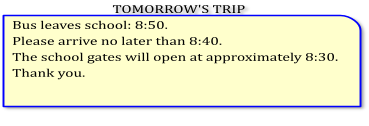 TOMORROW'S TRIP
Bus leaves school: 8:50.
Please arrive no later than 8:40.
The school gates will open at approximately 8:30.
Thank you.